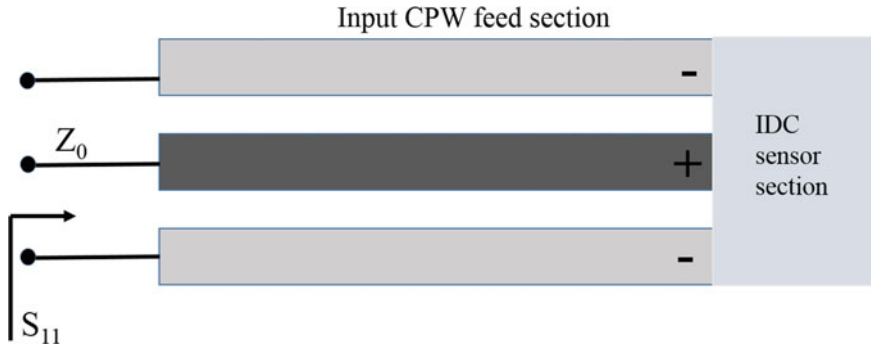 Input CPW feed section
-
Z₀
+
IDC
sensor
section
-
S₁₁